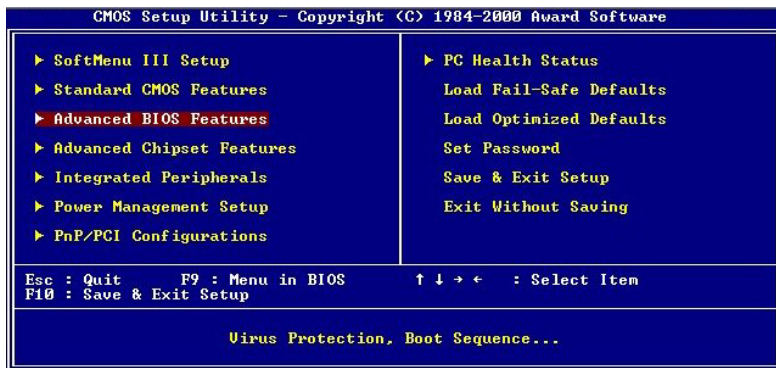 CMOS Setup Utility - Copyright (C) 1984-2000 Award Software
▶ SoftMenu III Setup
▶ Standard CMOS Features
▶ Advanced BIOS Features
▶ Advanced Chipset Features
▶ Integrated Peripherals
▶ Power Management Setup
▶ PnP/PCI Configurations
▶ PC Health Status
Load Fail-Safe Defaults
Load Optimized Defaults
Set Password
Save & Exit Setup
Exit Without Saving
Esc : Quit F9 : Menu in BIOS ↑ ↓ → ← : Select Item
F10 : Save & Exit Setup
Virus Protection, Boot Sequence...